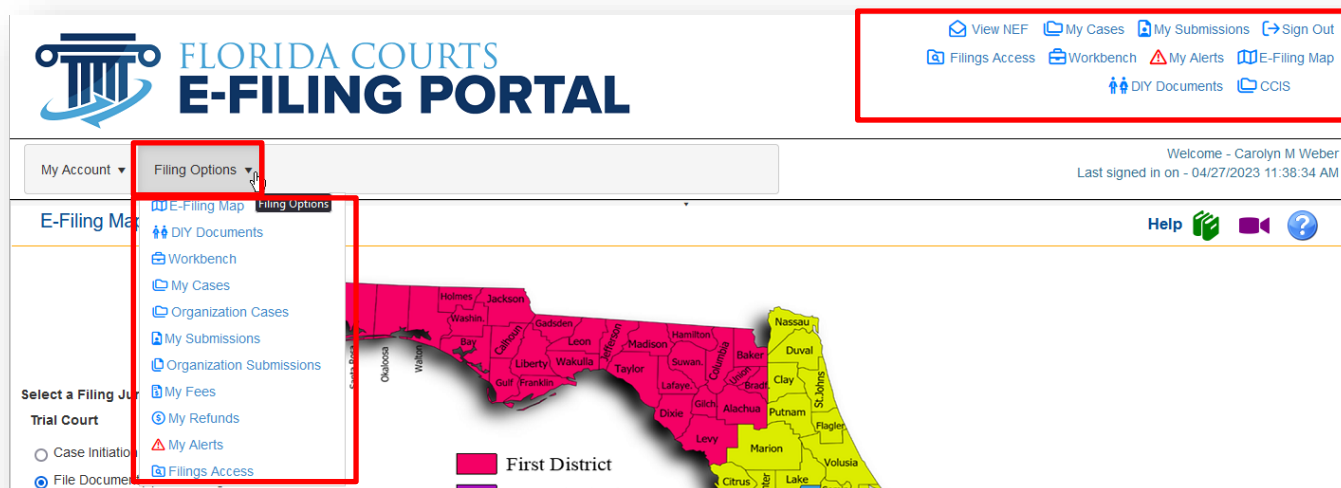 View NEF My Cases My Submissions Sign Out
FLORIDA COURTS
Filings Access Workbench My Alerts E-Filing Map
E-FILING PORTAL
DIY Documents CCIS
Welcome - Carolyn M Weber
My Account Filing Options
Last signed in on - 04/27/2023 11:38:34 AM
E-Filing Map Filing Options
E-Filing Map
Help
DIY Documents
Workbench
My Cases
Organization Cases
My Submissions
Organization Submissions
My Fees
My Refunds
My Alerts
Filings Access
Select a Filing Jur
Trial Court
Case Initiation
File Document
Holmes Jackson
Washin.
Gadsden
Bay
Calhoun
Leon
Jefferson
Madison
Hamilton
Liberty
Wakulla
Taylor
Suwan.
Columbia
Baker
Nassau
Duval
Santa Rosa
Okaloosa
Walton
Gulf
Franklin
Lafaye.
Union
Bradf.
Clay
St.Johns
Dixie
Gilch
Alachua
Putnam
Flagler
Levy
Marion
Volusia
Citrus
Lake
First District